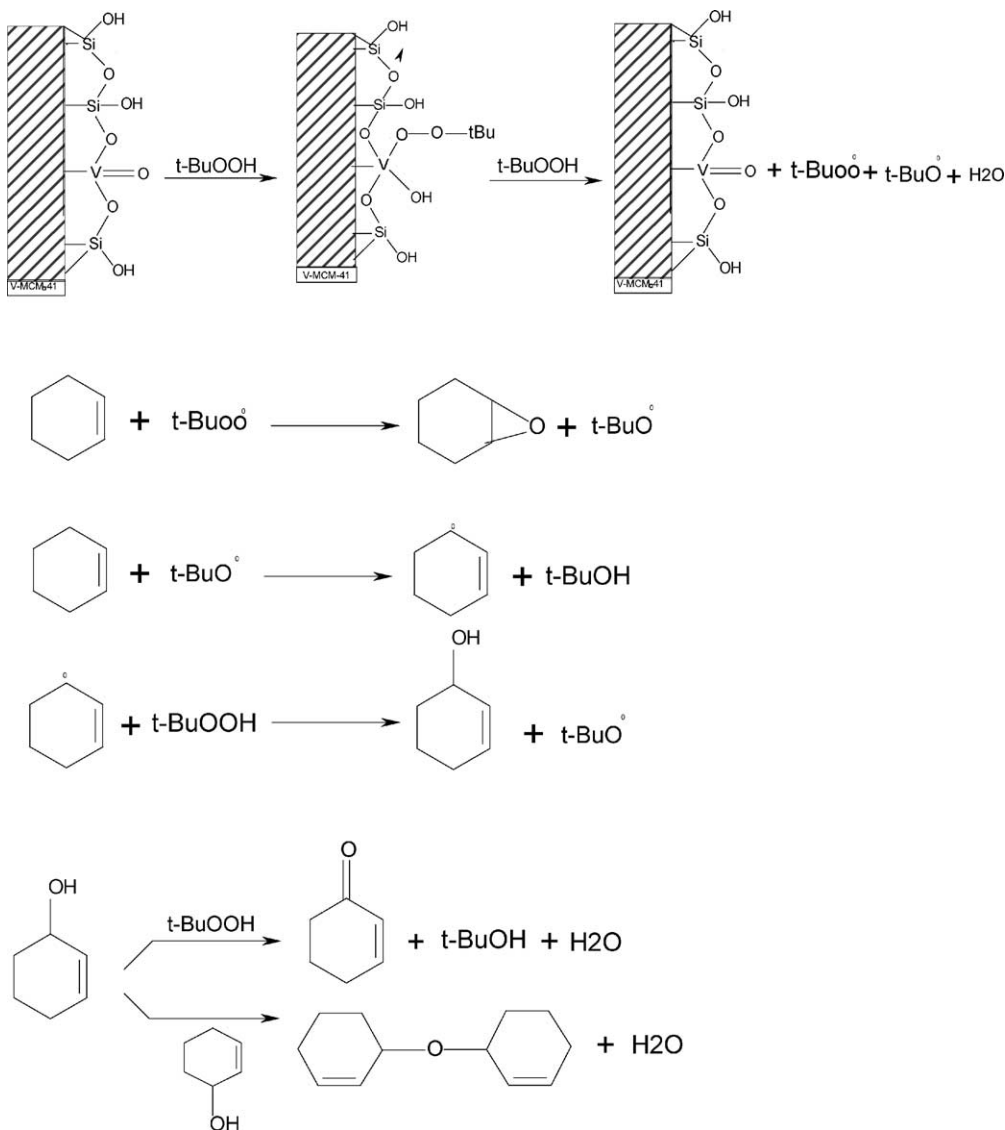 OH
Si
O
Si
OH
O
V
O
O
Si
OH
V-MCM-41
t-BuOOH
OH
Si
O
Si
OH
O
O
O
tBu
V
OH
O
Si
OH
V-MCM-41
t-BuOOH
OH
Si
O
Si
OH
O
V
O
O
Si
OH
V-MCM-41
+ t-Buoo° + t-BuO° + H2O
+ t-Buoo°
O + t-BuO°
+ t-BuO°
+ t-BuOH
+ t-BuOOH
OH
+ t-BuO°
OH
t-BuOOH
O
+ t-BuOH + H2O
OH
O
+ H2O